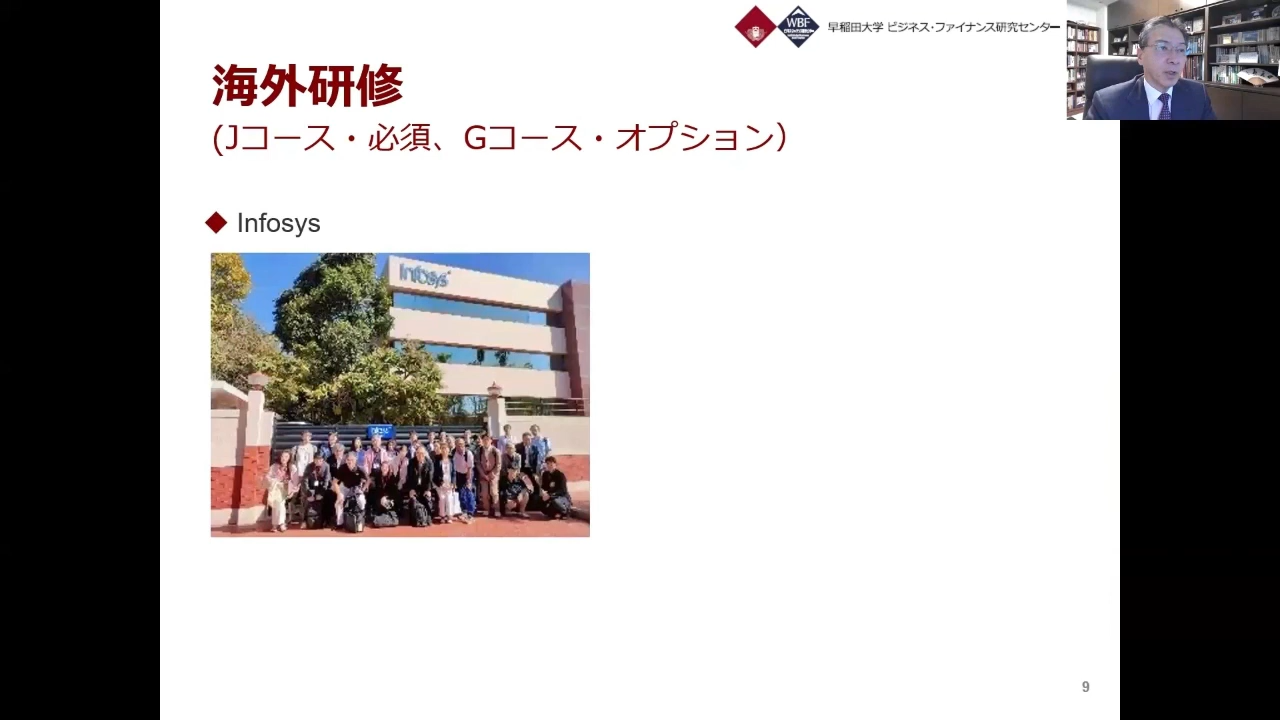 WBF
早稲田大学 ビジネス・ファイナンス研究センター
海外研修
(Jコース・必須、Gコース・オプション）
Infosys
Infosys
Infosys
9